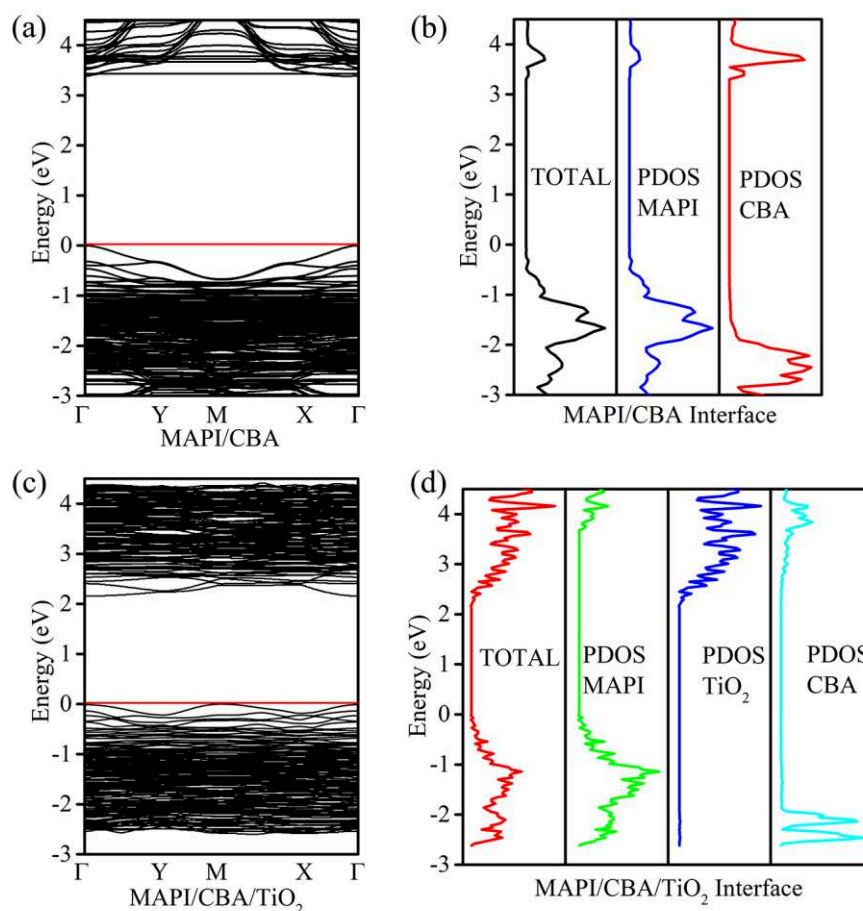 (a)
Energy (eV)
4
3
2
1
0
-1
-2
-3
Γ Y M X Γ
MAPI/CBA
(b)
Energy (eV)
4
3
2
1
0
-1
-2
-3
TOTAL
PDOS
MAPI
PDOS
CBA
MAPI/CBA Interface
(c)
Energy (eV)
4
3
2
1
0
-1
-2
-3
Γ Y M X Γ
MAPI/CBA/TiO₂
(d)
Energy (eV)
4
3
2
1
0
-1
-2
-3
TOTAL
PDOS
MAPI
PDOS
TiO₂
PDOS
CBA
MAPI/CBA/TiO₂ Interface